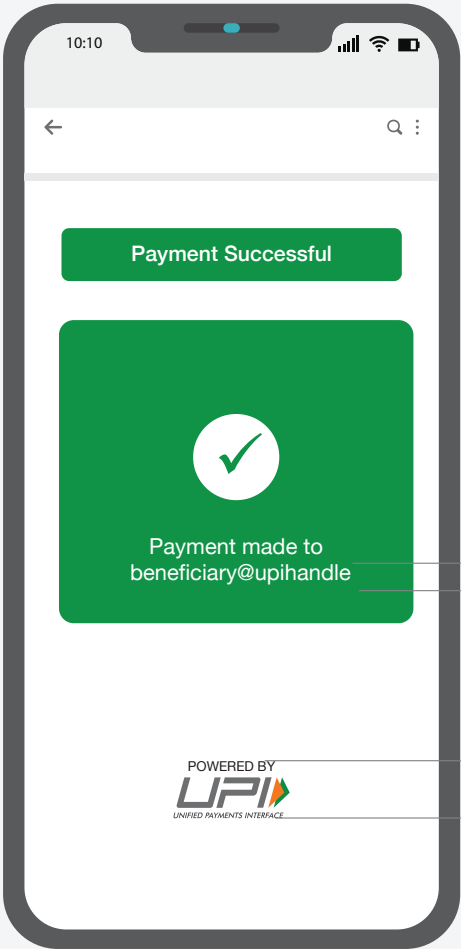 10:10
Payment Successful
Payment made to
beneficiary@upihandle
POWERED BY
UPI
UNIFIED PAYMENTS INTERFACE